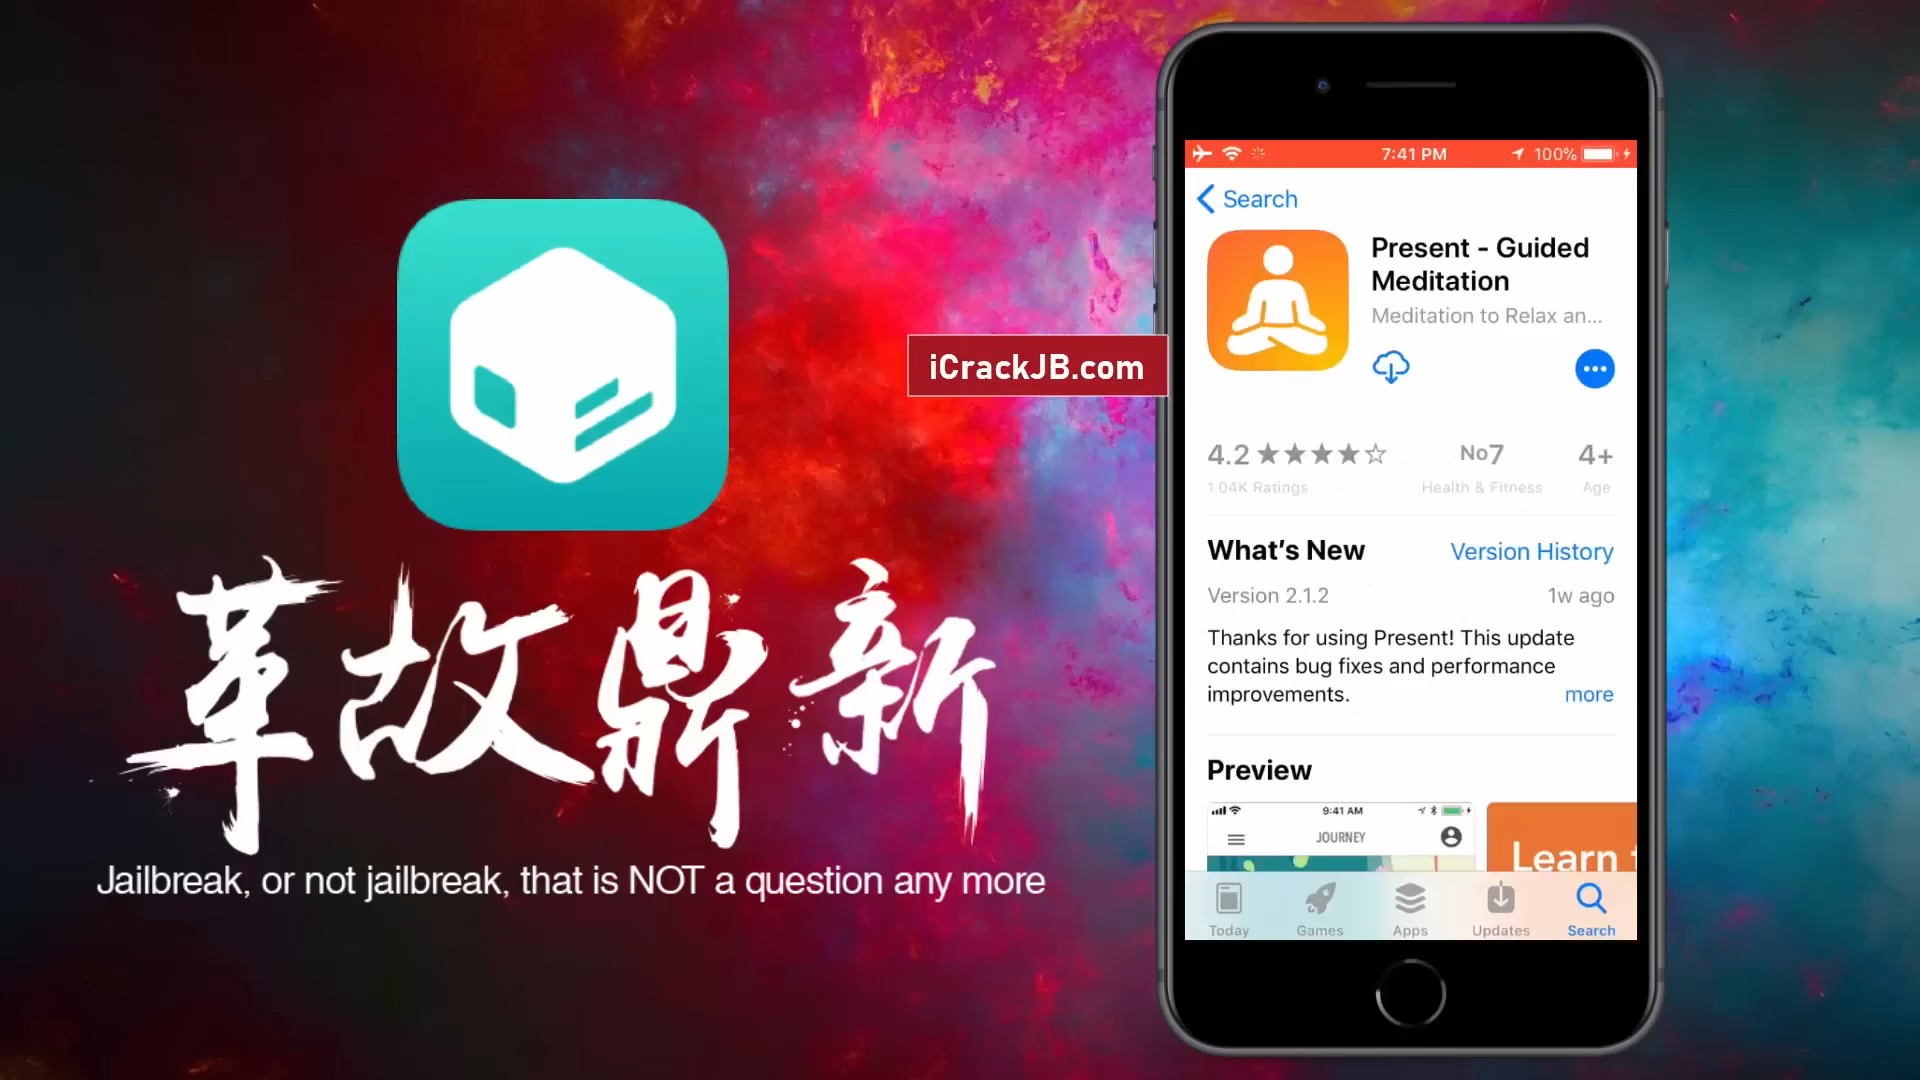 革故鼎新
Jailbreak, or not jailbreak, that is NOT a question any more
iCrackJB.com
7:41 PM
100%
Search
Present - Guided
Meditation
Meditation to Relax an...
4.2
No7
4+
1.04K Ratings
Health & Fitness
Age
What's New
Version History
Version 2.1.2
1w ago
Thanks for using Present! This update
contains bug fixes and performance
improvements.
more
Preview
9:41 AM
JOURNEY
Learn
Today
Games
Apps
Updates
Search